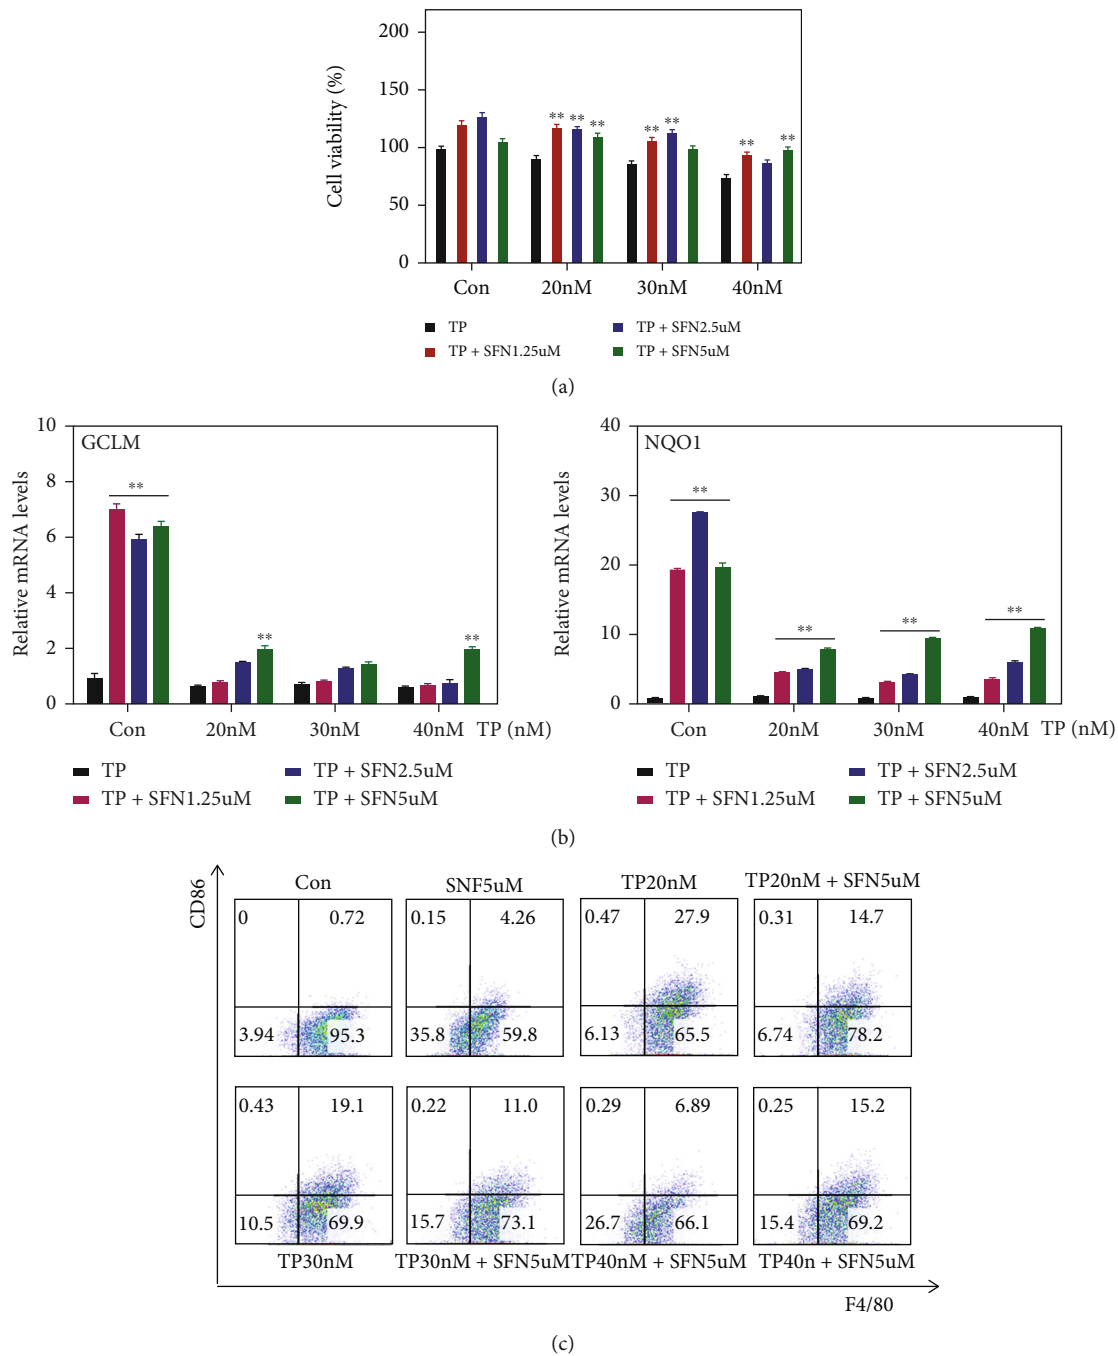 200
150
100
50
0
Cell viability (%)
** ** **
** **
** **
Con 20nM 30nM 40nM
TP TP + SFN2.5uM
TP + SFN1.25uM TP + SFN5uM
(a)
10
8
6
4
2
0
Relative mRNA levels
GCLM
**
**
**
Con 20nM 30nM 40nM TP (nM)
TP TP + SFN2.5uM
TP + SFN1.25uM TP + SFN5uM
40
30
20
10
0
Relative mRNA levels
NQO1
**
**
**
**
Con 20nM 30nM 40nM TP (nM)
TP TP + SFN2.5uM
TP + SFN1.25uM TP + SFN5uM
(b)
CD86
Con SNF5uM TP20nM TP20nM + SFN5uM
0 0.72 0.15 4.26 0.47 27.9 0.31 14.7
3.94 95.3 35.8 59.8 6.13 65.5 6.74 78.2
0.43 19.1 0.22 11.0 0.29 6.89 0.25 15.2
10.5 69.9 15.7 73.1 26.7 66.1 15.4 69.2
TP30nM TP30nM + SFN5uM TP40nM + SFN5uM TP40n + SFN5uM
F4/80
(c)